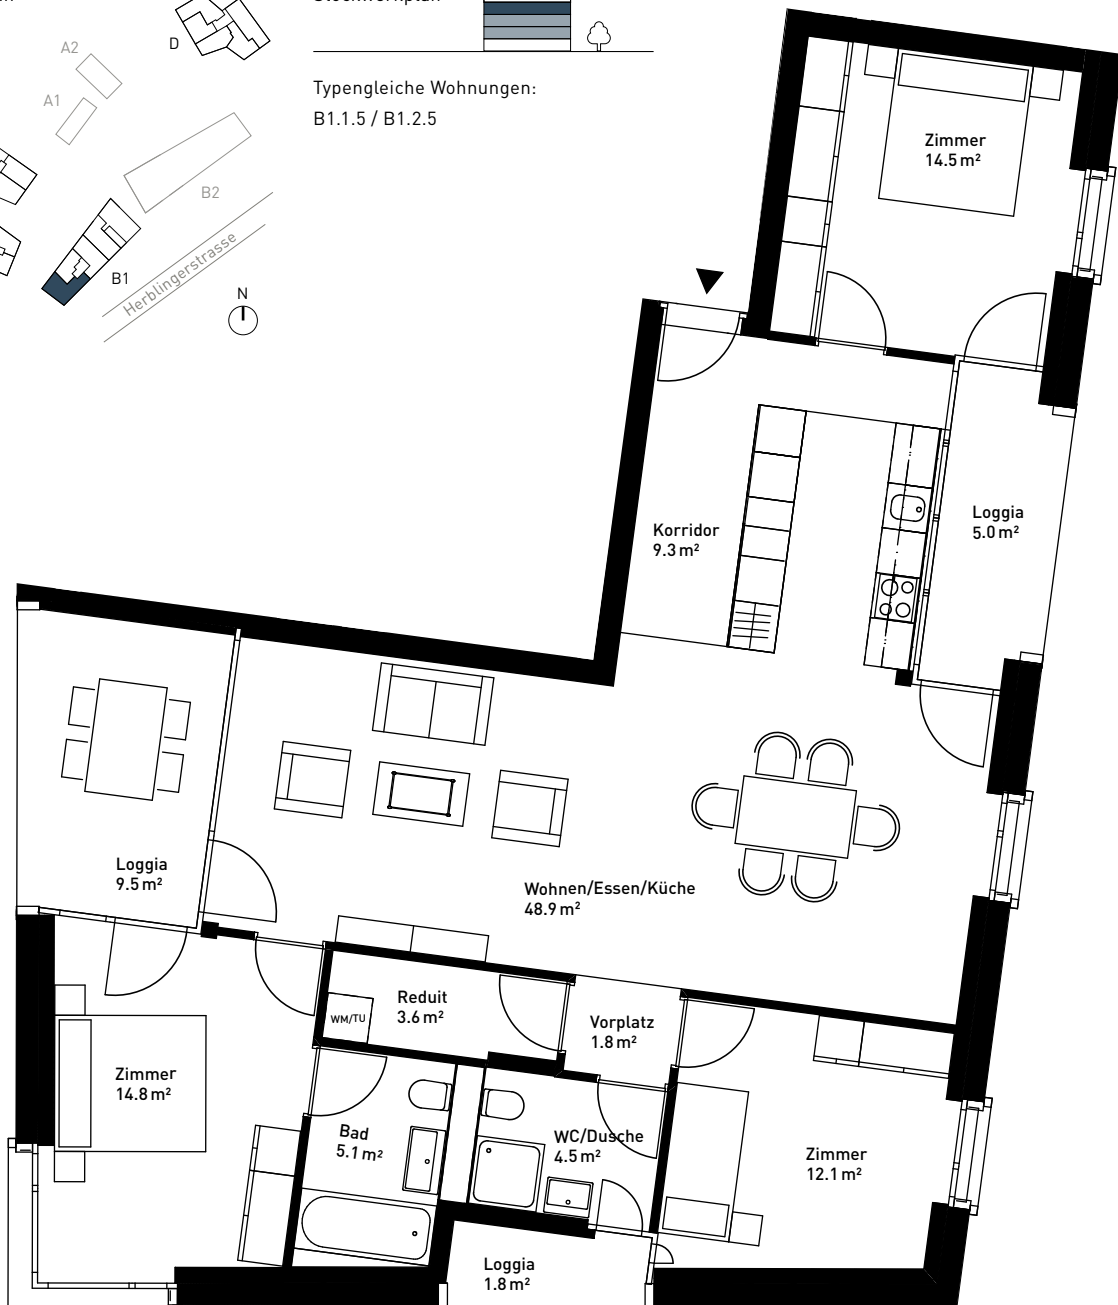 Stockwerkplan
D
A2
A1
Typengleiche Wohnungen:
B1.1.5 / B1.2.5
B2
Herblingerstrasse
B1
N
Zimmer
14.5 m²
Korridor
9.3 m²
Loggia
5.0 m²
Loggia
9.5 m²
Wohnen/Essen/Küche
48.9 m²
Reduit
3.6 m²
WM/TU
Vorplatz
1.8 m²
Zimmer
14.8 m²
Bad
5.1 m²
WC/Dusche
4.5 m²
Zimmer
12.1 m²
Loggia
1.8 m²